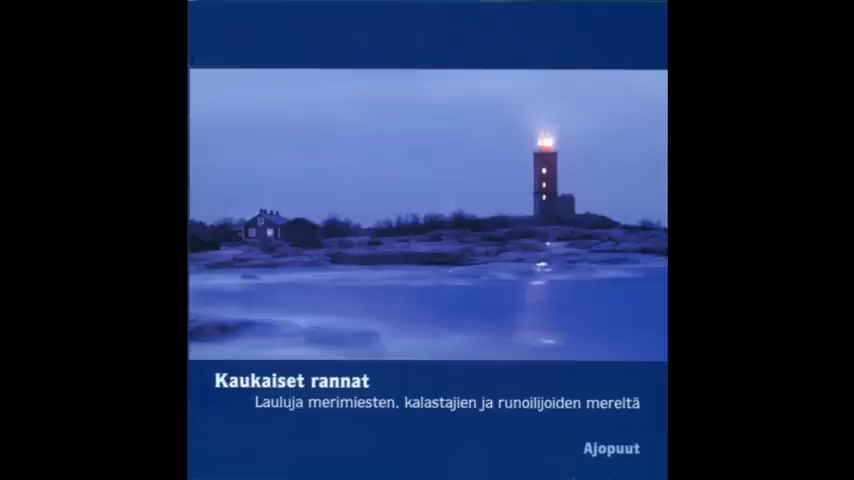 Kaukaiset rannat
Lauluja merimiesten, kalastajien ja runoilijoiden mereltä
Ajopuut